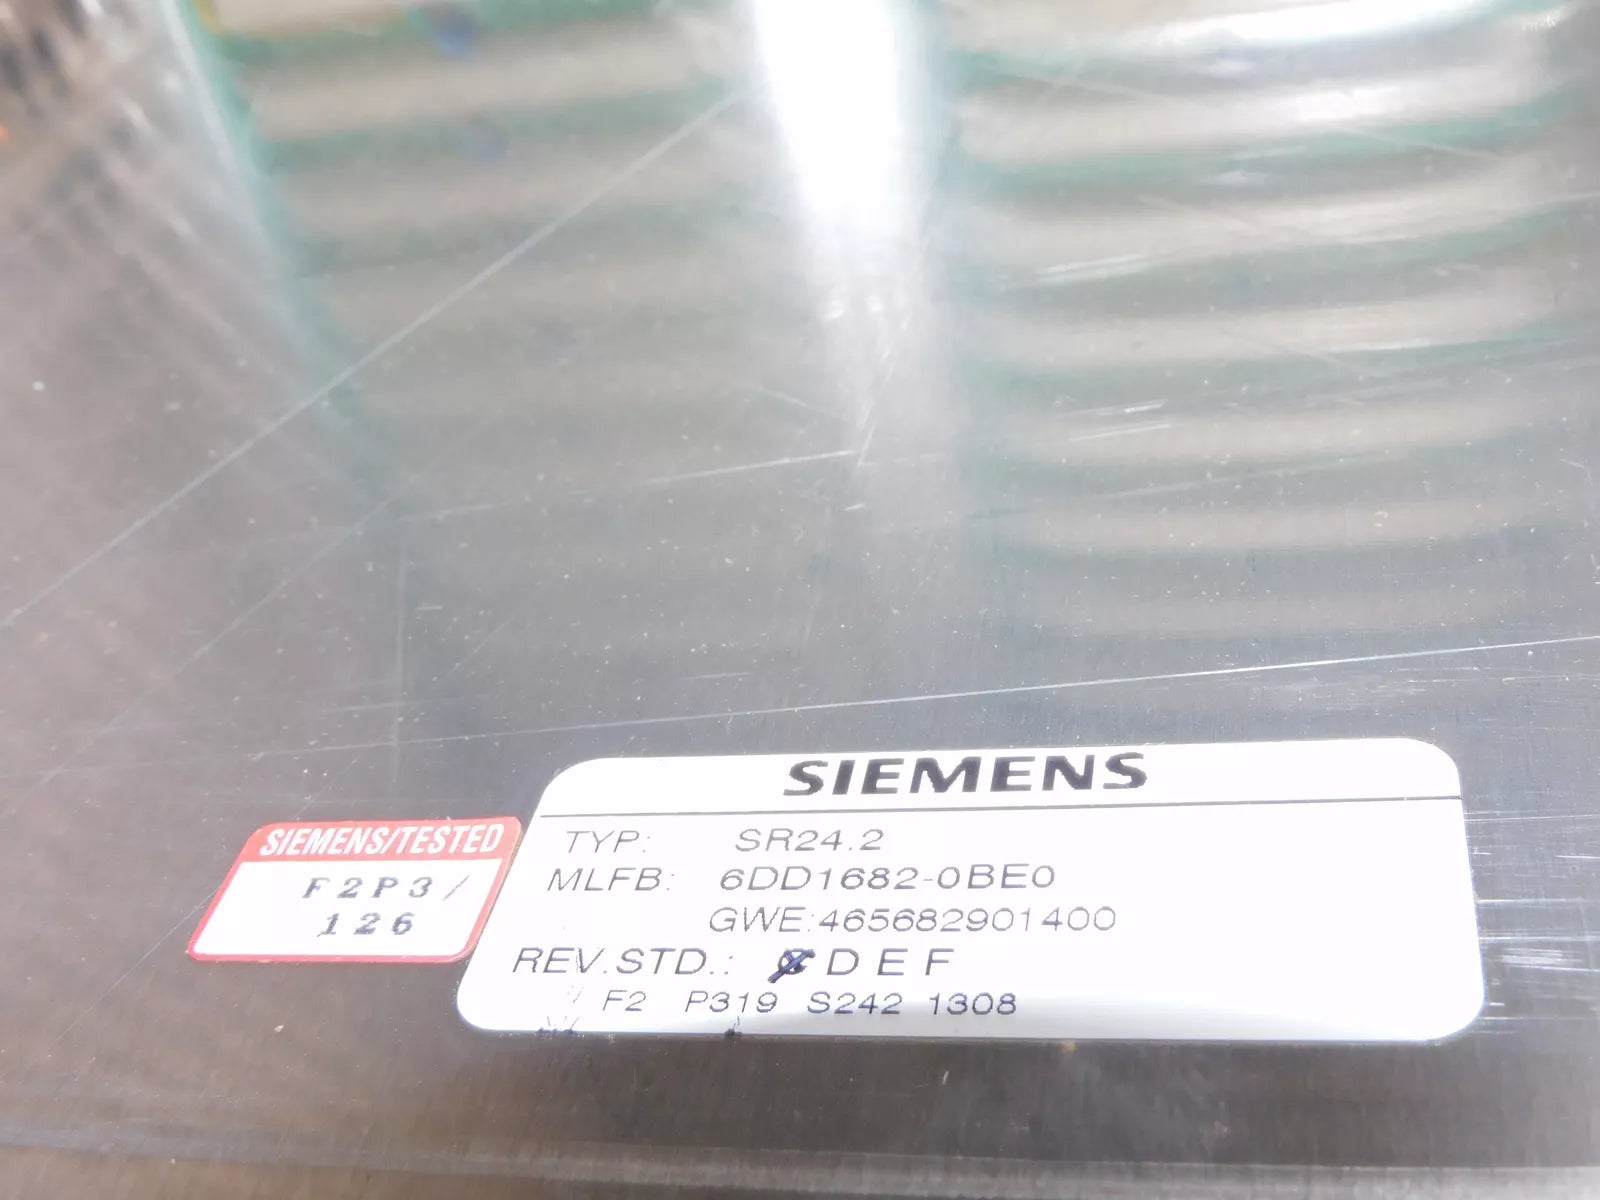 SIEMENS/TESTED
F2P3/
126
SIEMENS
TYP: SR24.2
MLFB: 6DD1682-0BE0
GWE:465682901400
REV.STD.: C D E F
F2 P319 S242 1308